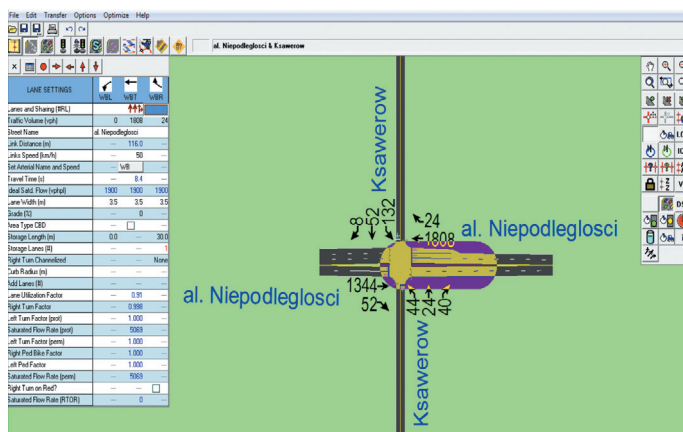 File Edit Transfer Options Optimize Help
al. Niepodleglosci & Ksawerow
LANE SETTINGS WBL WBT WBR
Lanes and Sharing (#RL)
Traffic Volume (vph) 0 1808 24
Street Name al. Niepodleglosci
Link Distance (m) — 116.0 —
Links Speed (km/h) — 50 —
Set Arterial Name and Speed — WB —
Travel Time (s) — 8.4 —
Ideal Satd. Flow (vphpl) 1900 1900 1900
Lane Width (m) 3.5 3.5 3.5
Grade (%) — 0 —
Area Type CBD — —
Storage Length (m) 0.0 — 30.0
Storage Lanes (#) — — 1
Right Turn Channelized — — None
Curb Radius (m) — — —
Add Lanes (#) — — —
Lane Utilization Factor — 0.91 —
Right Turn Factor — 0.998 —
Left Turn Factor (prot) — 1.000 —
Saturated Flow Rate (prot) — 5069 —
Left Turn Factor (perm) — 1.000 —
Right Ped Bike Factor — 1.000 —
Left Ped Factor — 1.000 —
Saturated Flow Rate (perm) — 5069 —
Right Turn on Red? — —
Saturated Flow Rate (RTOR) — 0 —
Ksawerow
8 52 132
24
al. Niepodleglosci
1808
al. Niepodleglosci
1344
52
44 24 40
Ksawerow